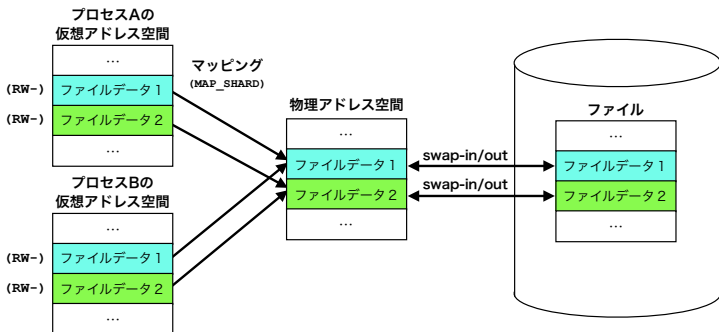 プロセスAの
仮想アドレス空間
…
(RW-) ファイルデータ1
(RW-) ファイルデータ2
…
マッピング
(MAP_SHARD)
プロセスBの
仮想アドレス空間
…
(RW-) ファイルデータ1
(RW-) ファイルデータ2
…
物理アドレス空間
…
ファイルデータ1
ファイルデータ2
…
swap-in/out
swap-in/out
ファイル
…
ファイルデータ1
ファイルデータ2
…